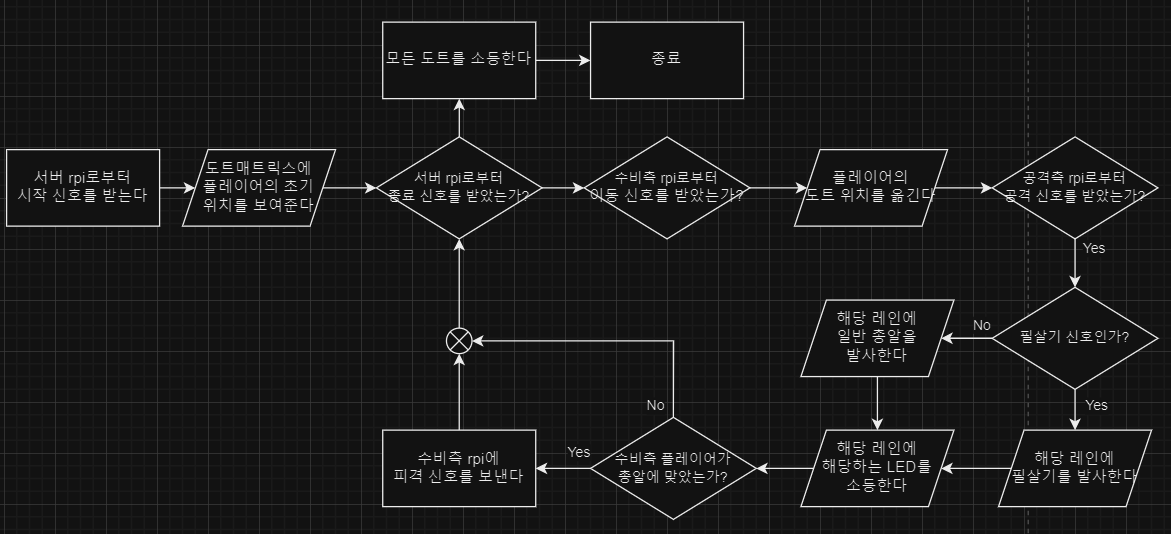 모든 도트를 소등한다
종료
서버 rpi로부터
시작 신호를 받는다
도트매트릭스에
플레이어의 초기
위치를 보여준다
서버 rpi로부터
종료 신호를 받았는가?
수비측 rpi로부터
이동 신호를 받았는가?
플레이어의
도트 위치를 옮긴다
공격측 rpi로부터
공격 신호를 받았는가?
Yes
필살기 신호인가?
No
해당 레인에
일반 총알을
발사한다
Yes
해당 레인에
필살기를 발사한다
해당 레인에
해당하는 LED를
소등한다
수비측 플레이어가
총알에 맞았는가?
No
Yes
수비측 rpi에
피격 신호를 보낸다